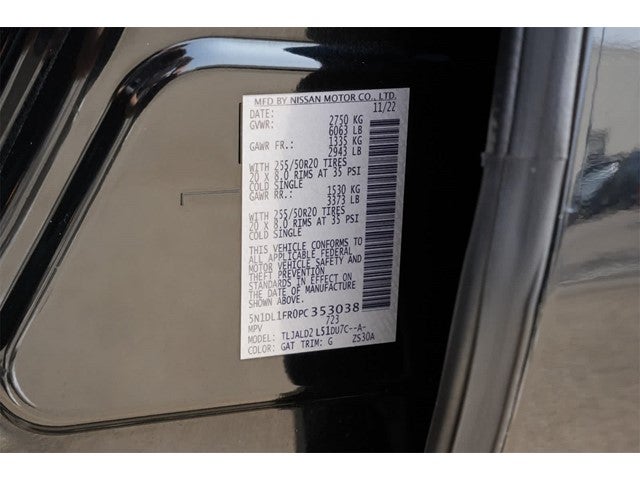 MFD BY NISSAN MOTOR CO., LTD.
DATE: 11/22
GVWR: 2750 KG
6063 LB
GAWR FR.: 1335 KG
2943 LB
WITH 255/50R20 TIRES
20 X 8.0 RIMS AT 35 PSI
COLD SINGLE
GAWR RR.: 1530 KG
3373 LB
WITH 255/50R20 TIRES
20 X 8.0 RIMS AT 35 PSI
COLD SINGLE
THIS VEHICLE CONFORMS TO
ALL APPLICABLE FEDERAL
MOTOR VEHICLE SAFETY AND
THEFT PREVENTION
STANDARDS IN EFFECT ON
THE DATE OF MANUFACTURE
SHOWN ABOVE.
5N1DL1FR0PC 353038
MPV /23
MODEL: TLJALD2 L51DU7C--A-
COLOR: GAT TRIM: G ZS30A